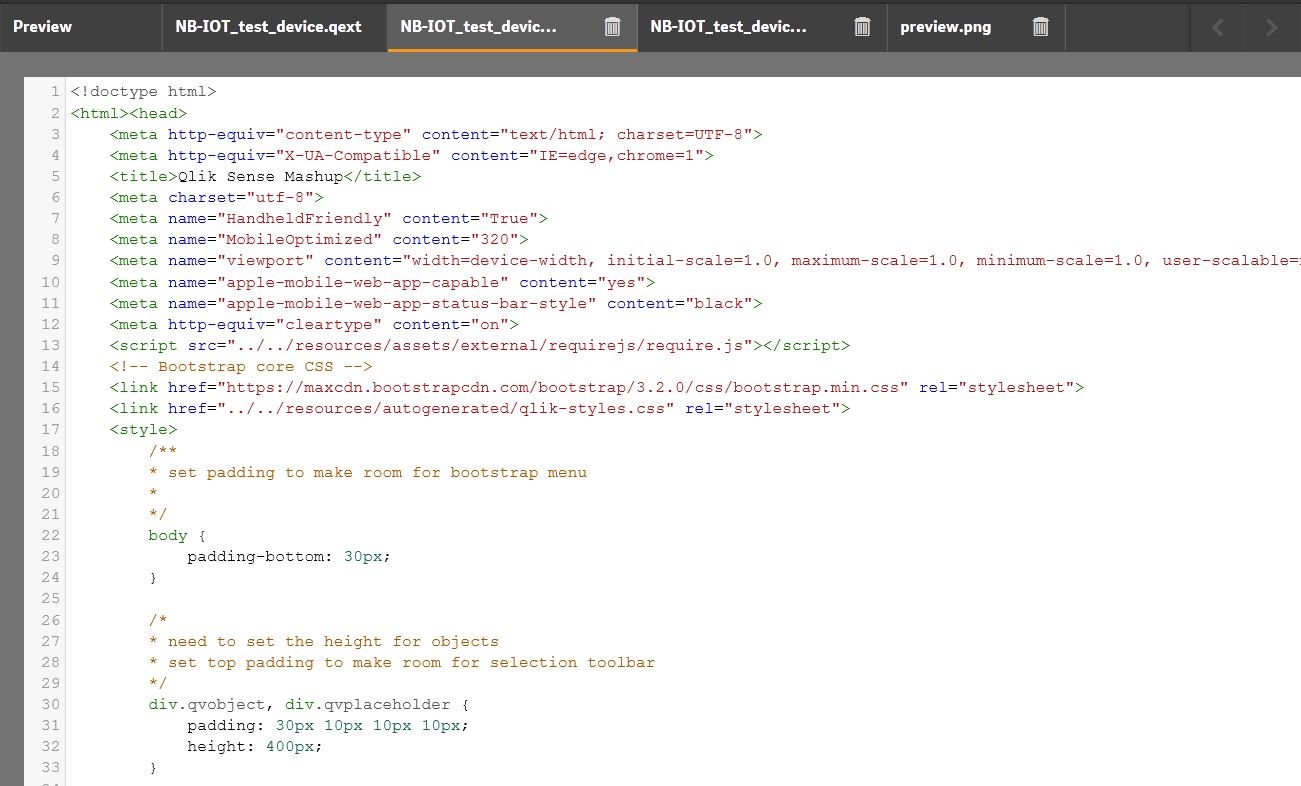 Preview NB-IOT_test_device.qext NB-IOT_test_devic... NB-IOT_test_devic... preview.png
1 <!doctype html>
2 <html><head>
3 <meta http-equiv="content-type" content="text/html; charset=UTF-8">
4 <meta http-equiv="X-UA-Compatible" content="IE=edge,chrome=1">
5 <title>Qlik Sense Mashup</title>
6 <meta charset="utf-8">
7 <meta name="HandheldFriendly" content="True">
8 <meta name="MobileOptimized" content="320">
9 <meta name="viewport" content="width=device-width, initial-scale=1.0, maximum-scale=1.0, minimum-scale=1.0, user-scalable=
10 <meta name="apple-mobile-web-app-capable" content="yes">
11 <meta name="apple-mobile-web-app-status-bar-style" content="black">
12 <meta http-equiv="cleartype" content="on">
13 <script src="../../resources/assets/external/requirejs/require.js"></script>
14 <!-- Bootstrap core CSS -->
15 <link href="https://maxcdn.bootstrapcdn.com/bootstrap/3.2.0/css/bootstrap.min.css" rel="stylesheet">
16 <link href="../../resources/autogenerated/qlik-styles.css" rel="stylesheet">
17 <style>
18 /**
19 * set padding to make room for bootstrap menu
20 *
21 */
22 body {
23 padding-bottom: 30px;
24 }
25
26 /*
27 * need to set the height for objects
28 * set top padding to make room for selection toolbar
29 */
30 div.qvobject, div.qvplaceholder {
31 padding: 30px 10px 10px 10px;
32 height: 400px;
33 }